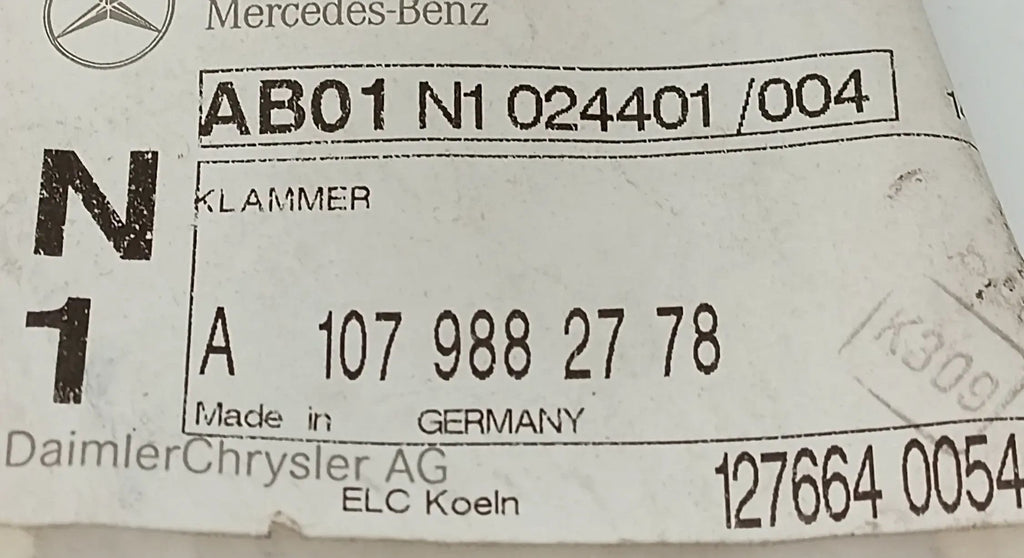 Mercedes-Benz
AB01 N1 024401 /004
N
1
KLAMMER
A 107 988 27 78
K309
Made in GERMANY
DaimlerChrysler AG
ELC Koeln
127664 0054